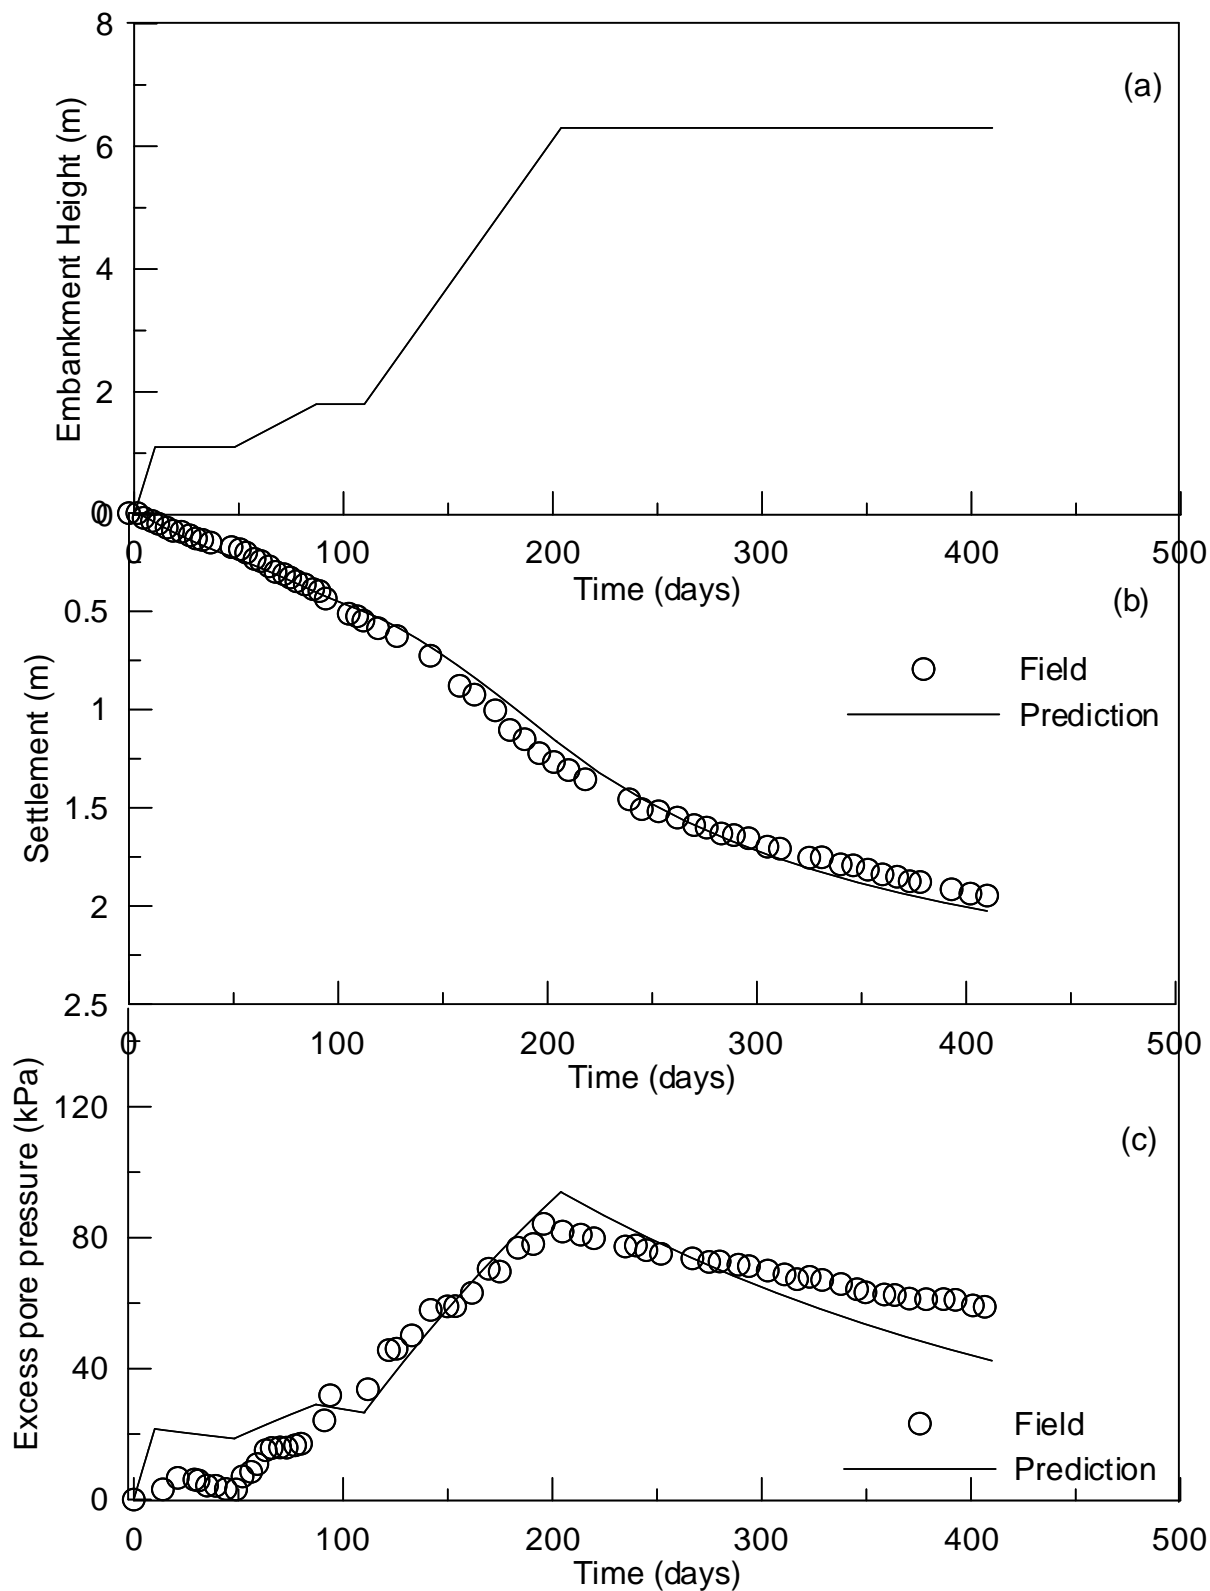 8
(a)
6
4
2
0
Embankment Height (m)
0 100 200 300 400 500
Time (days)
(b)
0
0.5
1
1.5
2
2.5
Settlement (m)
Field
Prediction
0 100 200 300 400 500
Time (days)
120
(c)
80
40
0
Excess pore pressure (kPa)
Field
Prediction
0 100 200 300 400 500
Time (days)